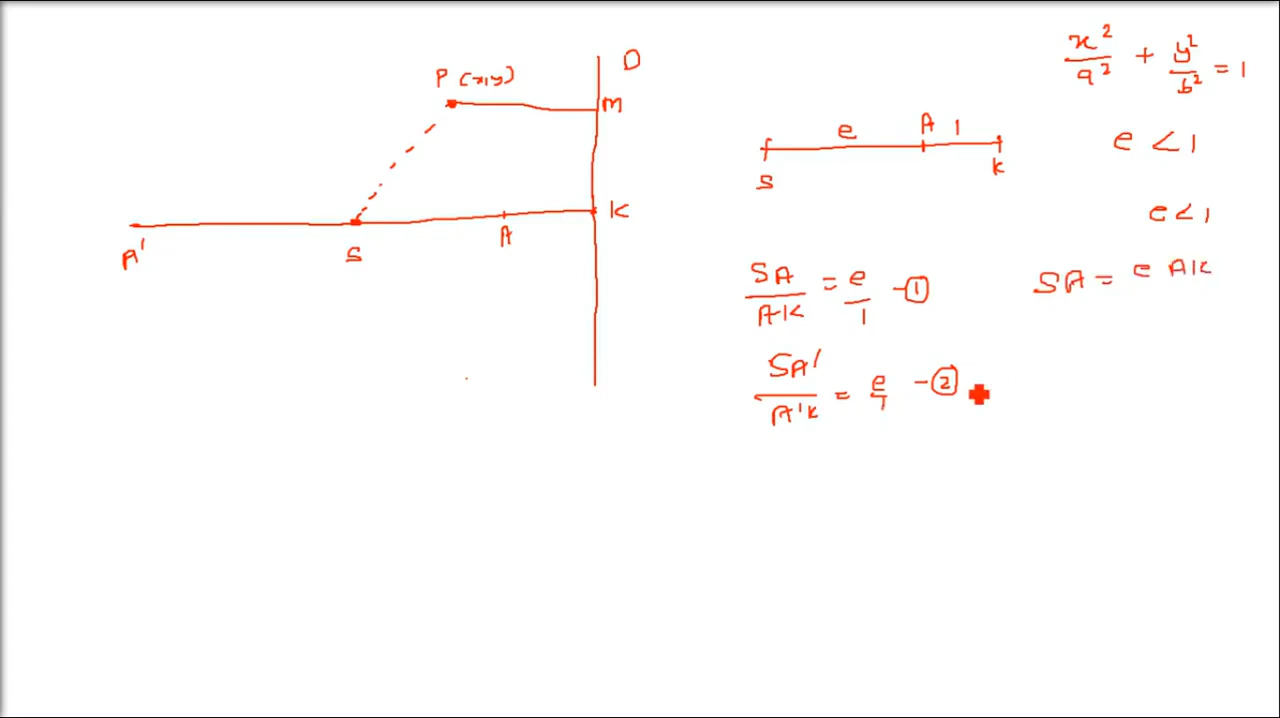 x² / a² + y² / b² = 1
D
P (x,y)
M
e A 1
S K
e < 1
K
A' S A
e < 1
SA / AK = e / 1 - ①
SA = e AK
SA' / A'K = e / 1 - ②